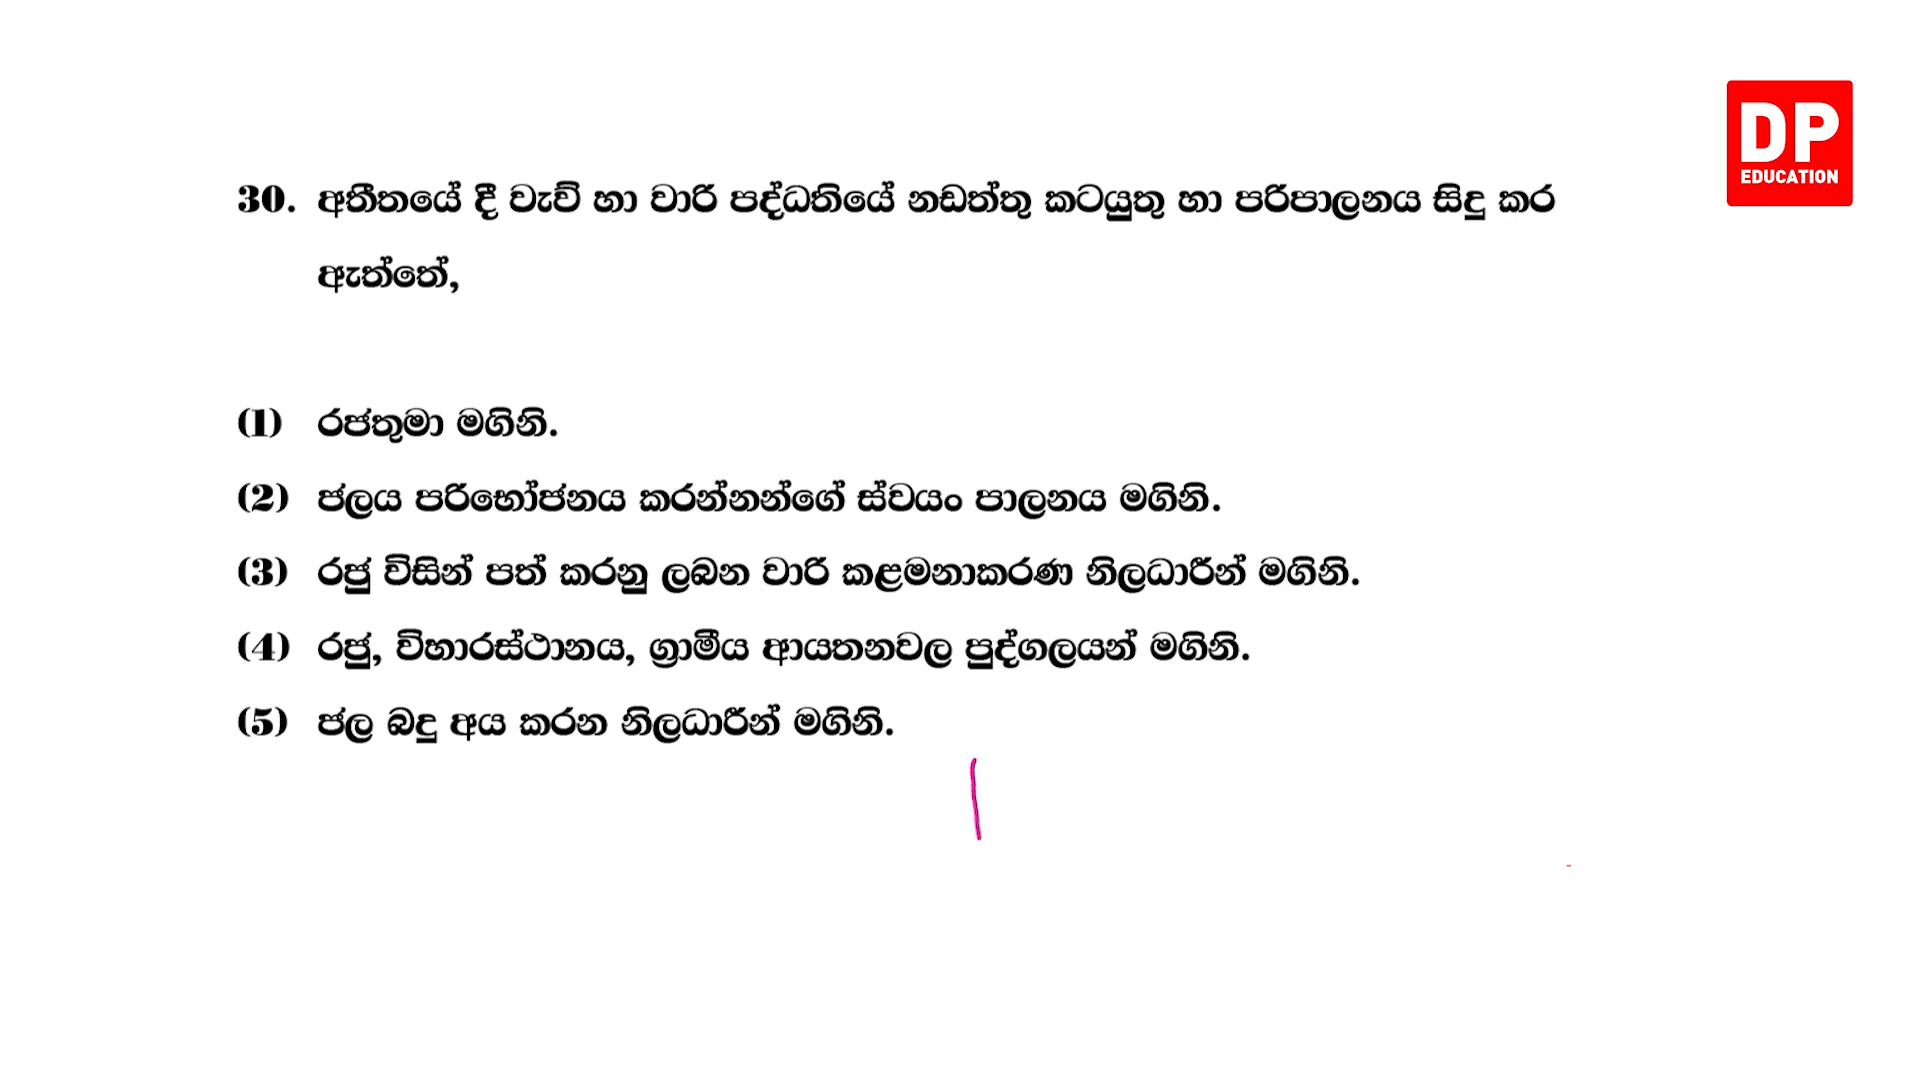 DP
EDUCATION
30. අතීතයේ දී වැව් හා වාරි පද්ධතියේ නඩත්තු කටයුතු හා පරිපාලනය සිදු කර
ඇත්තේ,
(1) රජතුමා මගිනි.
(2) ජලය පරිභෝජනය කරන්නන්ගේ ස්වයං පාලනය මගිනි.
(3) රජු විසින් පත් කරනු ලබන වාරි කළමනාකරණ නිලධාරීන් මගිනි.
(4) රජු, විහාරස්ථානය, ග්‍රාමීය ආයතනවල පුද්ගලයන් මගිනි.
(5) ජල බදු අය කරන නිලධාරීන් මගිනි.